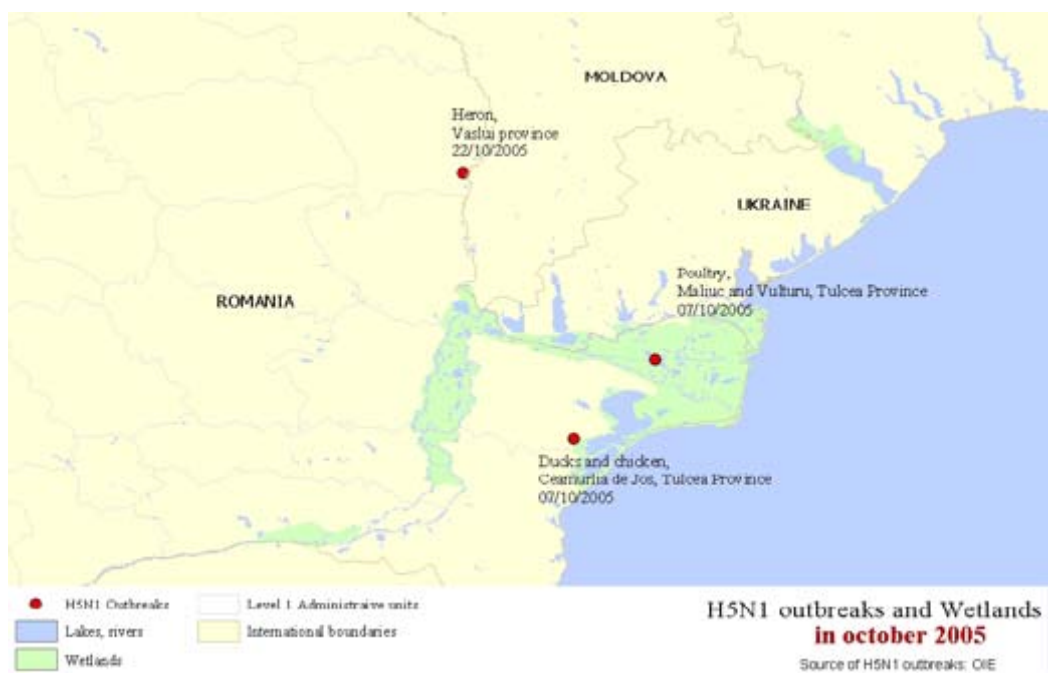 MOLDOVA
Heron,
Vaslui province
22/10/2005
UKRAINE
Poultry,
Maliuc and Vulturu, Tulcea Province
07/10/2005
ROMANIA
Ducks and chicken,
Ceamurlia de Jos, Tulcea Province
07/10/2005
H5N1 Outbreaks
Level 1 Administraive units
Lakes, rivers
International boundaries
Wetlands
H5N1 outbreaks and Wetlands
in october 2005
Source of H5N1 outbreaks: OIE